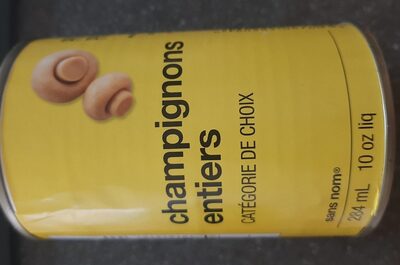 champignons
entiers
CATÉGORIE DE CHOIX
sans nom®
284 mL 10 oz liq